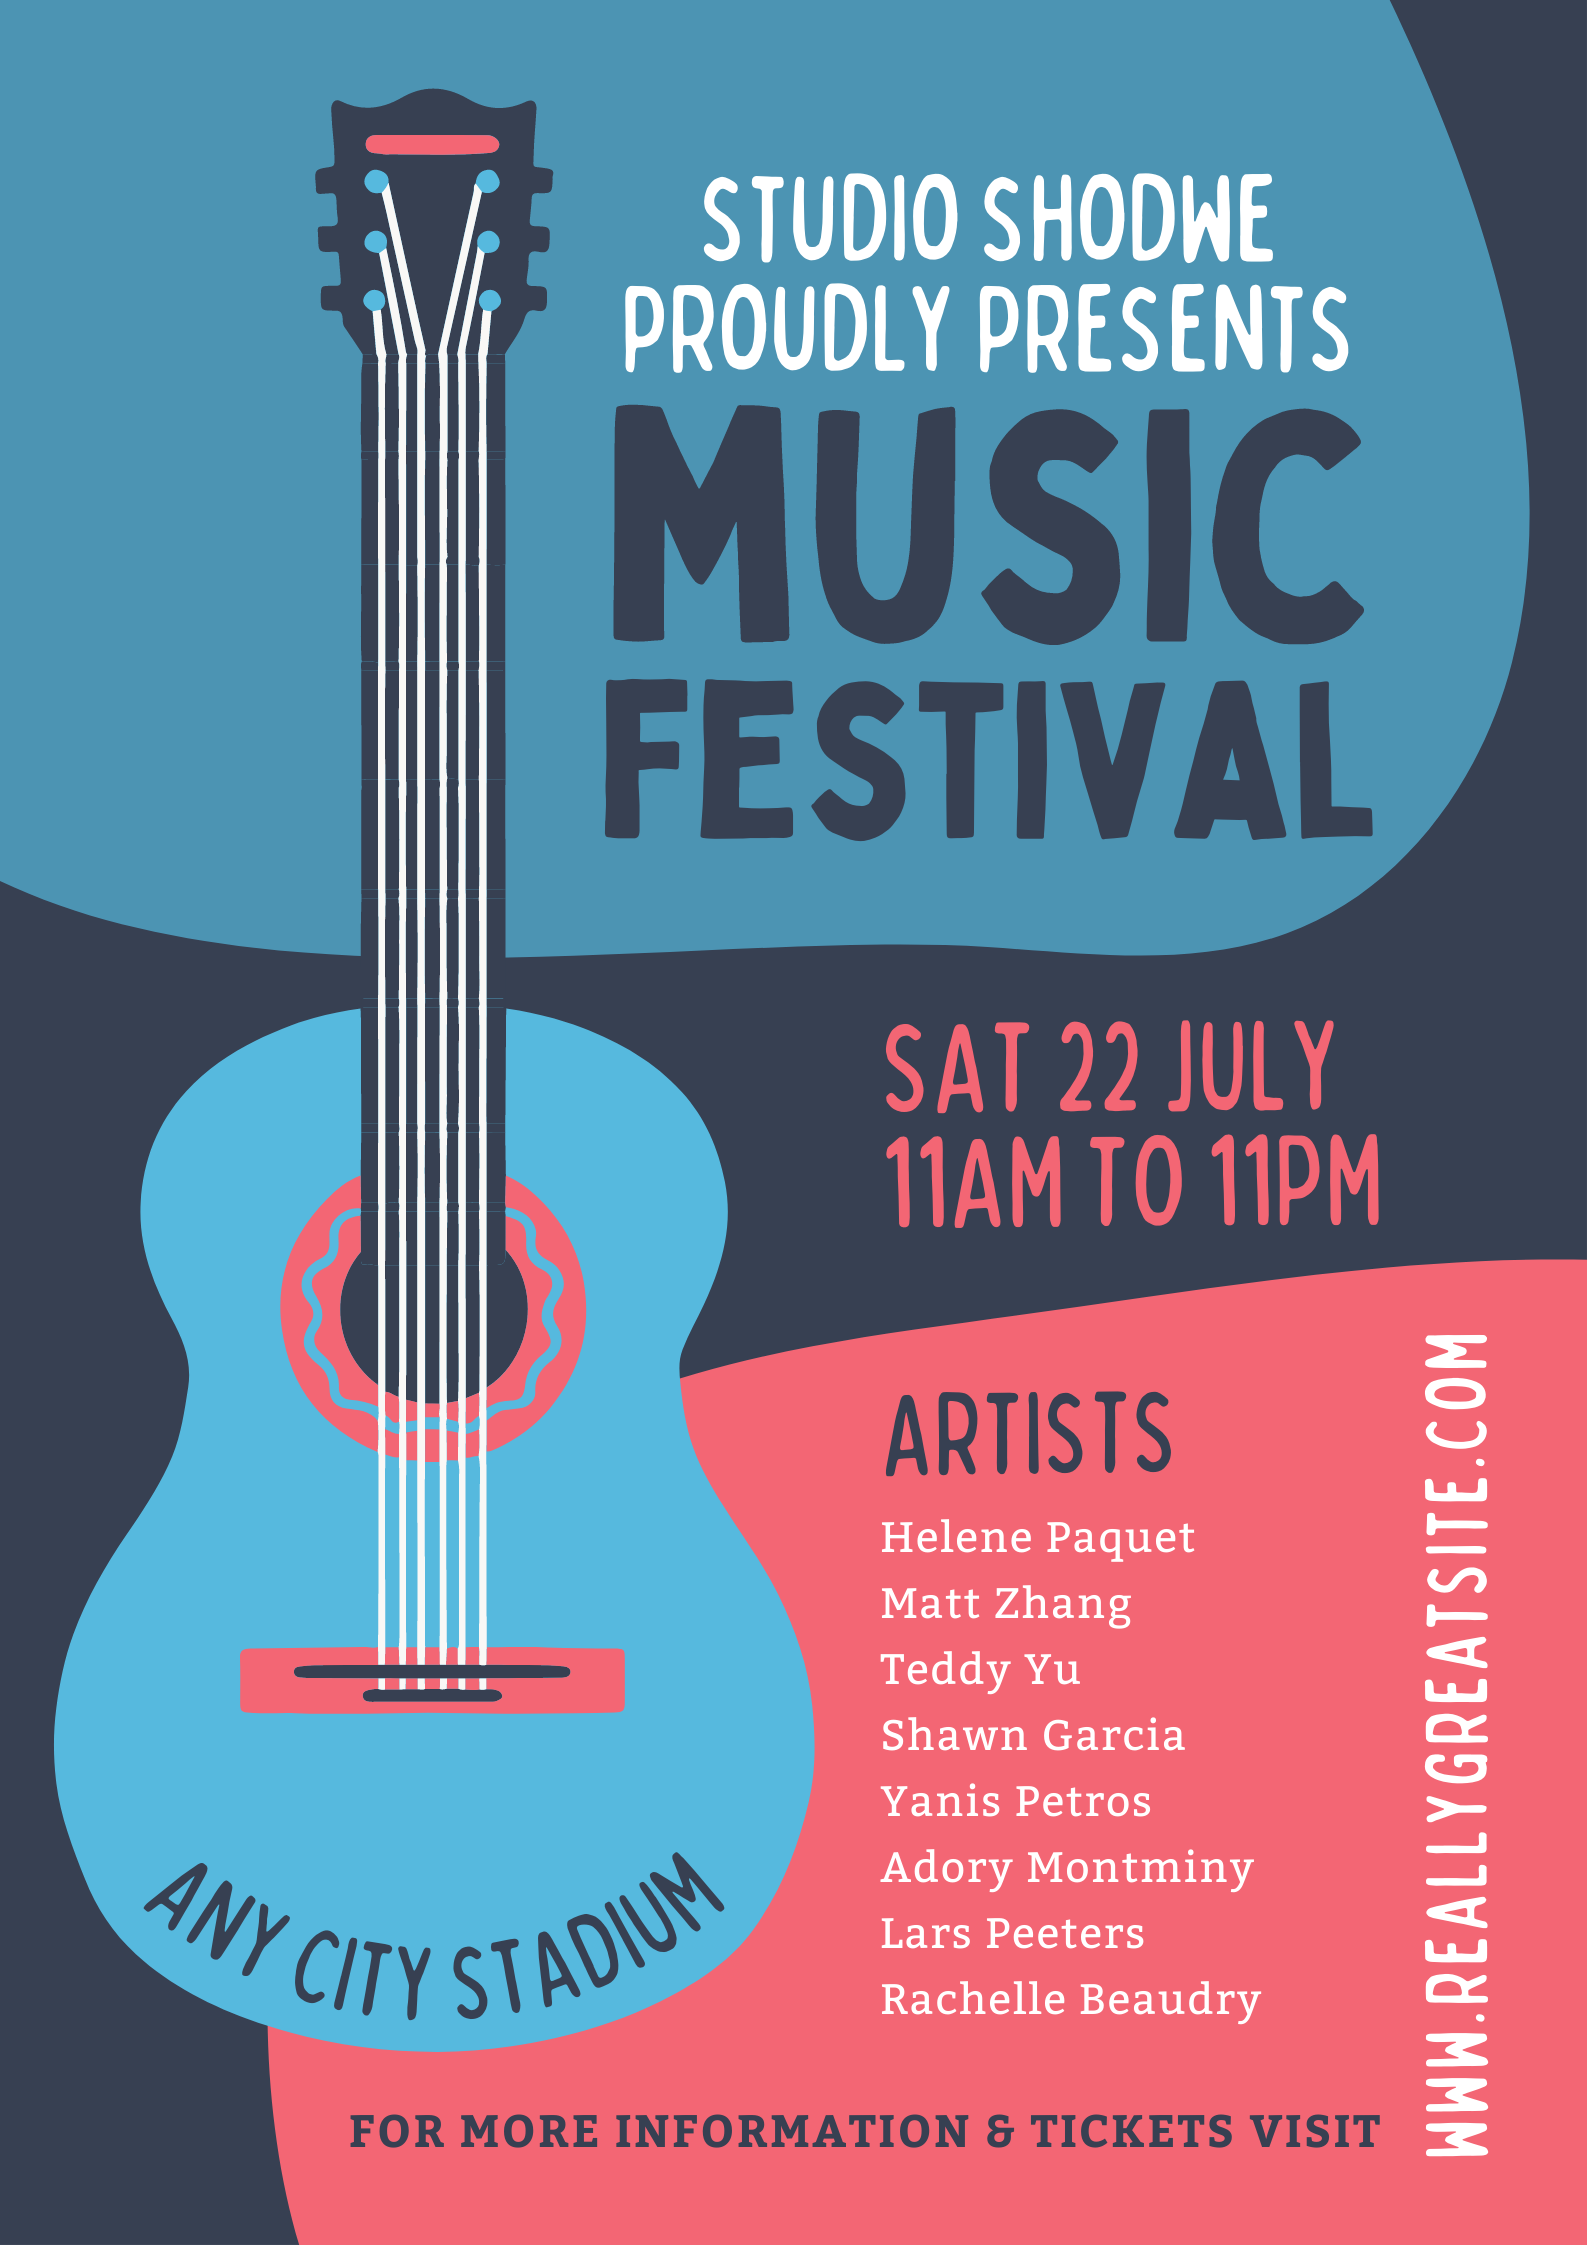 STUDIO SHODWE
PROUDLY PRESENTS
MUSIC
FESTIVAL
SAT 22 JULY
11AM TO 11PM
ARTISTS
Helene Paquet
Matt Zhang
Teddy Yu
Shawn Garcia
Yanis Petros
Adory Montminy
Lars Peeters
Rachelle Beaudry
ANY CITY STADIUM
FOR MORE INFORMATION & TICKETS VISIT
WWW.REALLYGREATSITE.COM